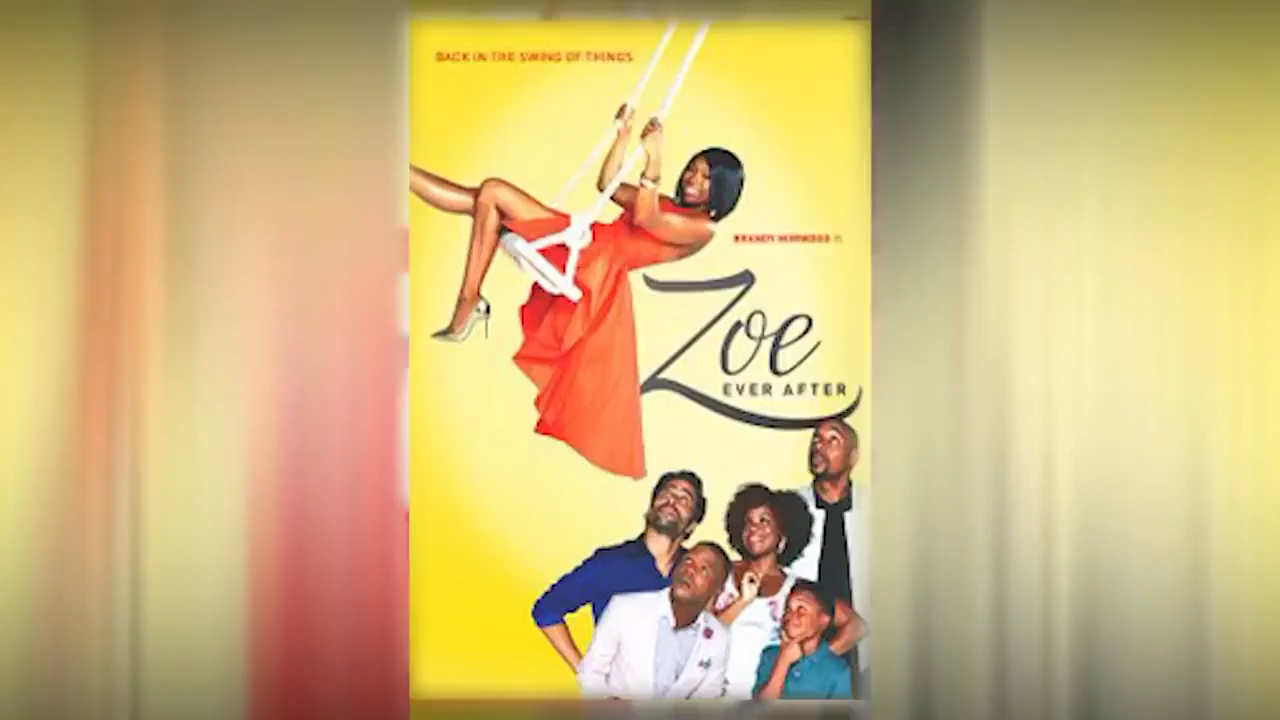 BACK IN THE SWING OF THINGS
BRANDY NORWOOD IS
Zoe
EVER AFTER